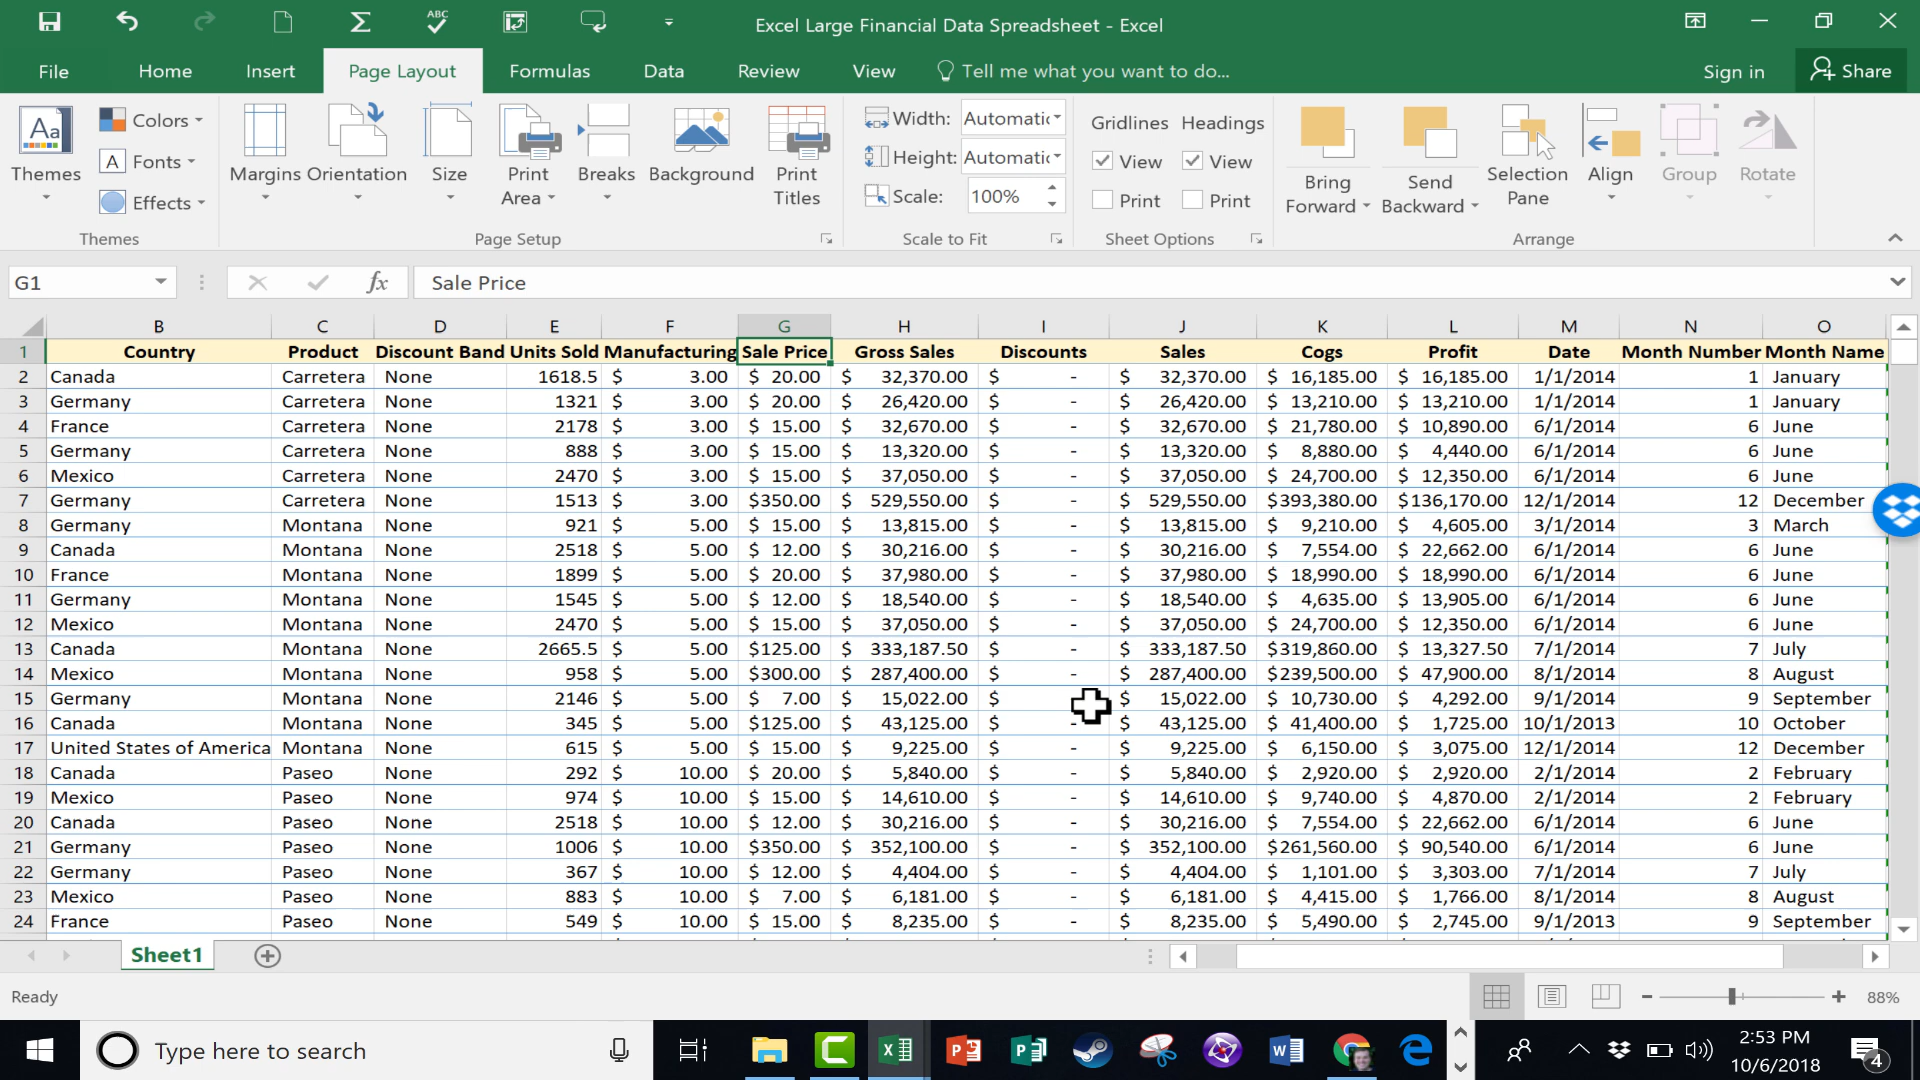 ABC
Excel Large Financial Data Spreadsheet - Excel
File Home Insert Page Layout Formulas Data Review View Tell me what you want to do... Sign in Share
Aa Themes Colors A Fonts Effects Margins Orientation Size Print Area Breaks Background Print Titles Width: Automatic Height: Automatic Scale: 100% Gridlines View Print Headings View Print Bring Forward Send Backward Selection Pane Align Group Rotate
Themes Page Setup Scale to Fit Sheet Options Arrange
G1 fx Sale Price
B C D E F G H I J K L M N O
1 Country Product Discount Band Units Sold Manufacturing Sale Price Gross Sales Discounts Sales Cogs Profit Date Month Number Month Name
2 Canada Carretera None 1618.5 $ 3.00 $ 20.00 $ 32,370.00 $ - $ 32,370.00 $ 16,185.00 $ 16,185.00 1/1/2014 1 January
3 Germany Carretera None 1321 $ 3.00 $ 20.00 $ 26,420.00 $ - $ 26,420.00 $ 13,210.00 $ 13,210.00 1/1/2014 1 January
4 France Carretera None 2178 $ 3.00 $ 15.00 $ 32,670.00 $ - $ 32,670.00 $ 21,780.00 $ 10,890.00 6/1/2014 6 June
5 Germany Carretera None 888 $ 3.00 $ 15.00 $ 13,320.00 $ - $ 13,320.00 $ 8,880.00 $ 4,440.00 6/1/2014 6 June
6 Mexico Carretera None 2470 $ 3.00 $ 15.00 $ 37,050.00 $ - $ 37,050.00 $ 24,700.00 $ 12,350.00 6/1/2014 6 June
7 Germany Carretera None 1513 $ 3.00 $350.00 $ 529,550.00 $ - $ 529,550.00 $393,380.00 $136,170.00 12/1/2014 12 December
8 Germany Montana None 921 $ 5.00 $ 15.00 $ 13,815.00 $ - $ 13,815.00 $ 9,210.00 $ 4,605.00 3/1/2014 3 March
9 Canada Montana None 2518 $ 5.00 $ 12.00 $ 30,216.00 $ - $ 30,216.00 $ 7,554.00 $ 22,662.00 6/1/2014 6 June
10 France Montana None 1899 $ 5.00 $ 20.00 $ 37,980.00 $ - $ 37,980.00 $ 18,990.00 $ 18,990.00 6/1/2014 6 June
11 Germany Montana None 1545 $ 5.00 $ 12.00 $ 18,540.00 $ - $ 18,540.00 $ 4,635.00 $ 13,905.00 6/1/2014 6 June
12 Mexico Montana None 2470 $ 5.00 $ 15.00 $ 37,050.00 $ - $ 37,050.00 $ 24,700.00 $ 12,350.00 6/1/2014 6 June
13 Canada Montana None 2665.5 $ 5.00 $125.00 $ 333,187.50 $ - $ 333,187.50 $319,860.00 $ 13,327.50 7/1/2014 7 July
14 Mexico Montana None 958 $ 5.00 $300.00 $ 287,400.00 $ - $ 287,400.00 $239,500.00 $ 47,900.00 8/1/2014 8 August
15 Germany Montana None 2146 $ 5.00 $ 7.00 $ 15,022.00 $ $ 15,022.00 $ 10,730.00 $ 4,292.00 9/1/2014 9 September
16 Canada Montana None 345 $ 5.00 $125.00 $ 43,125.00 $ - $ 43,125.00 $ 41,400.00 $ 1,725.00 10/1/2013 10 October
17 United States of America Montana None 615 $ 5.00 $ 15.00 $ 9,225.00 $ - $ 9,225.00 $ 6,150.00 $ 3,075.00 12/1/2014 12 December
18 Canada Paseo None 292 $ 10.00 $ 20.00 $ 5,840.00 $ - $ 5,840.00 $ 2,920.00 $ 2,920.00 2/1/2014 2 February
19 Mexico Paseo None 974 $ 10.00 $ 15.00 $ 14,610.00 $ - $ 14,610.00 $ 9,740.00 $ 4,870.00 2/1/2014 2 February
20 Canada Paseo None 2518 $ 10.00 $ 12.00 $ 30,216.00 $ - $ 30,216.00 $ 7,554.00 $ 22,662.00 6/1/2014 6 June
21 Germany Paseo None 1006 $ 10.00 $350.00 $ 352,100.00 $ - $ 352,100.00 $261,560.00 $ 90,540.00 6/1/2014 6 June
22 Germany Paseo None 367 $ 10.00 $ 12.00 $ 4,404.00 $ - $ 4,404.00 $ 1,101.00 $ 3,303.00 7/1/2014 7 July
23 Mexico Paseo None 883 $ 10.00 $ 7.00 $ 6,181.00 $ - $ 6,181.00 $ 4,415.00 $ 1,766.00 8/1/2014 8 August
24 France Paseo None 549 $ 10.00 $ 15.00 $ 8,235.00 $ - $ 8,235.00 $ 5,490.00 $ 2,745.00 9/1/2013 9 September
Sheet1
Ready 88%
Type here to search
2:53 PM
10/6/2018
4